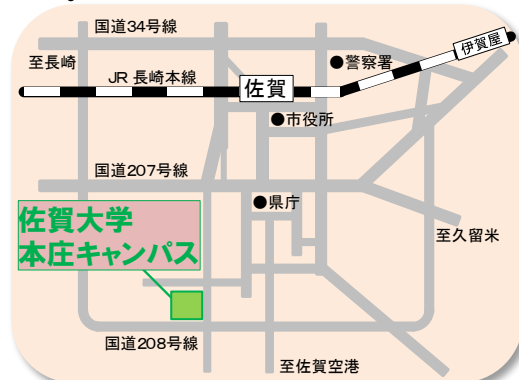 国道34号線
伊賀屋
至長崎
●警察署
JR 長崎本線
佐賀
●市役所
国道207号線
●県庁
佐賀大学
本庄キャンパス
至久留米
国道208号線
至佐賀空港